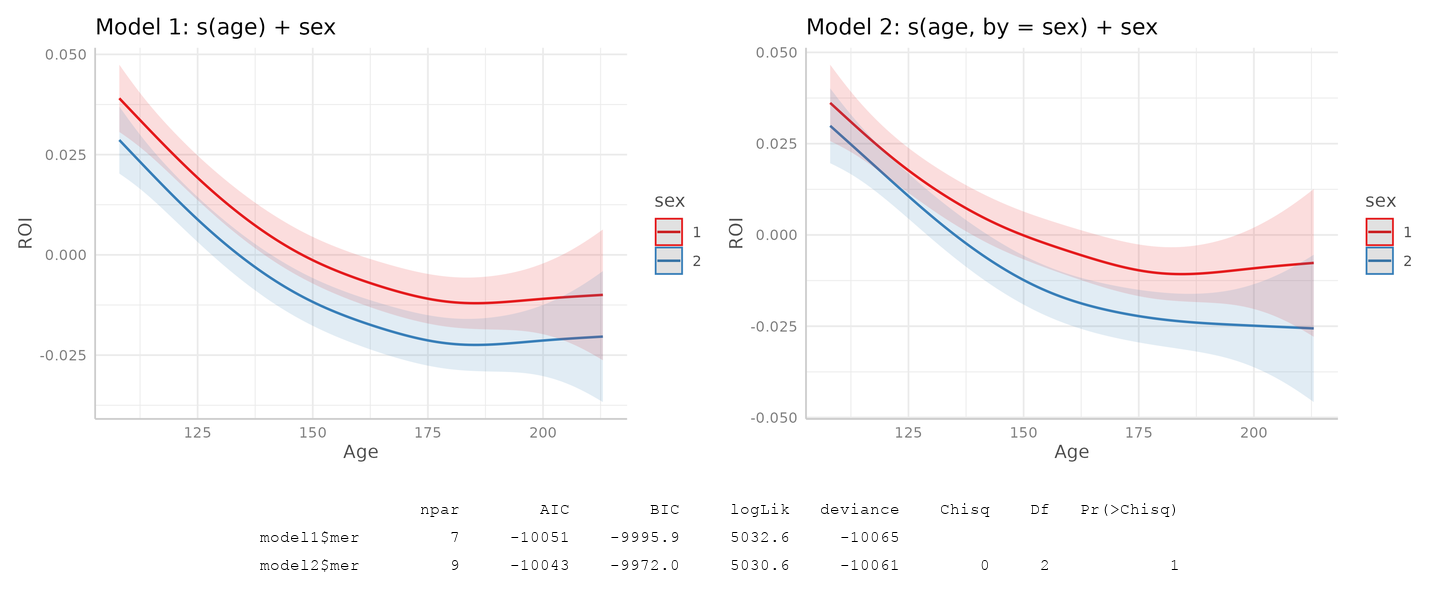 Model 1: s(age) + sex
0.050
0.025
0.000
-0.025
ROI
125 150 175 200
Age
sex
1
2
Model 2: s(age, by = sex) + sex
0.050
0.025
0.000
-0.025
-0.050
ROI
125 150 175 200
Age
sex
1
2
npar AIC BIC logLik deviance Chisq Df Pr(>Chisq)
model1$mer 7 -10051 -9995.9 5032.6 -10065
model2$mer 9 -10043 -9972.0 5030.6 -10061 0 2 1